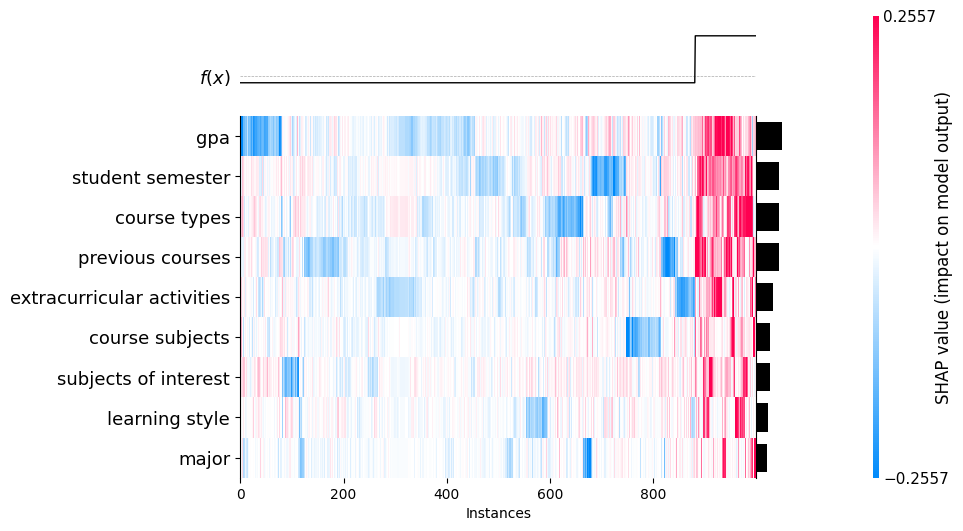 0.2557
f(x)
gpa
student semester
course types
previous courses
extracurricular activities
course subjects
subjects of interest
learning style
major
0 200 400 600 800
Instances
−0.2557
SHAP value (impact on model output)